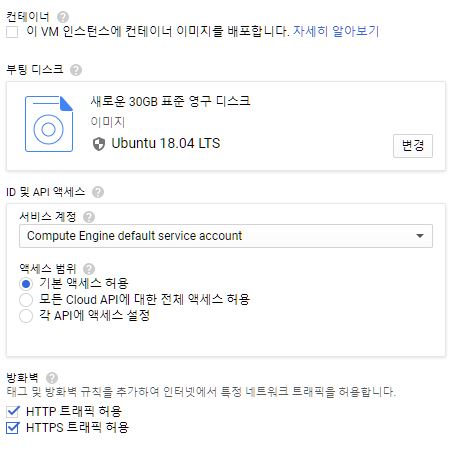 컨테이너
이 VM 인스턴스에 컨테이너 이미지를 배포합니다. 자세히 알아보기
부팅 디스크
새로운 30GB 표준 영구 디스크
이미지
Ubuntu 18.04 LTS
변경
ID 및 API 액세스
서비스 계정
Compute Engine default service account
액세스 범위
기본 액세스 허용
모든 Cloud API에 대한 전체 액세스 허용
각 API에 액세스 설정
방화벽
태그 및 방화벽 규칙을 추가하여 인터넷에서 특정 네트워크 트래픽을 허용합니다.
HTTP 트래픽 허용
HTTPS 트래픽 허용